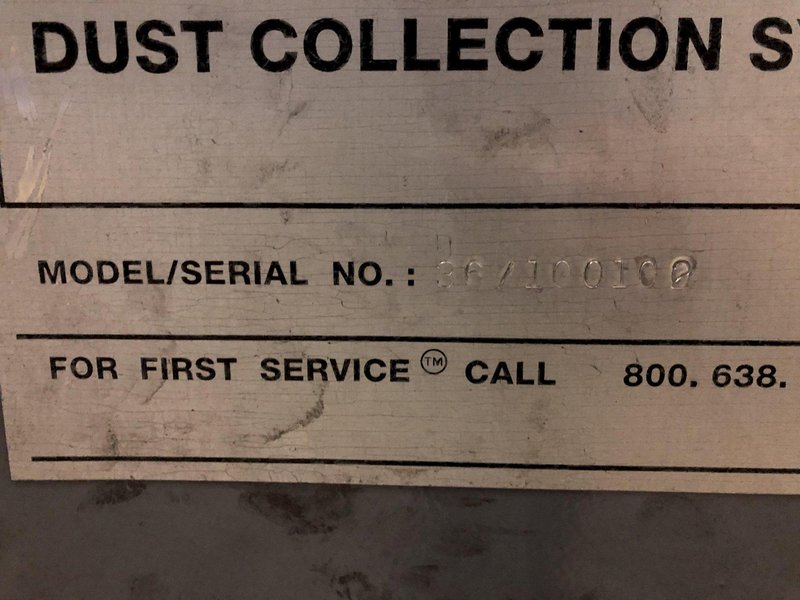 DUST COLLECTION
MODEL/SERIAL NO.:
FOR FIRST SERVICE™ CALL 800.638.